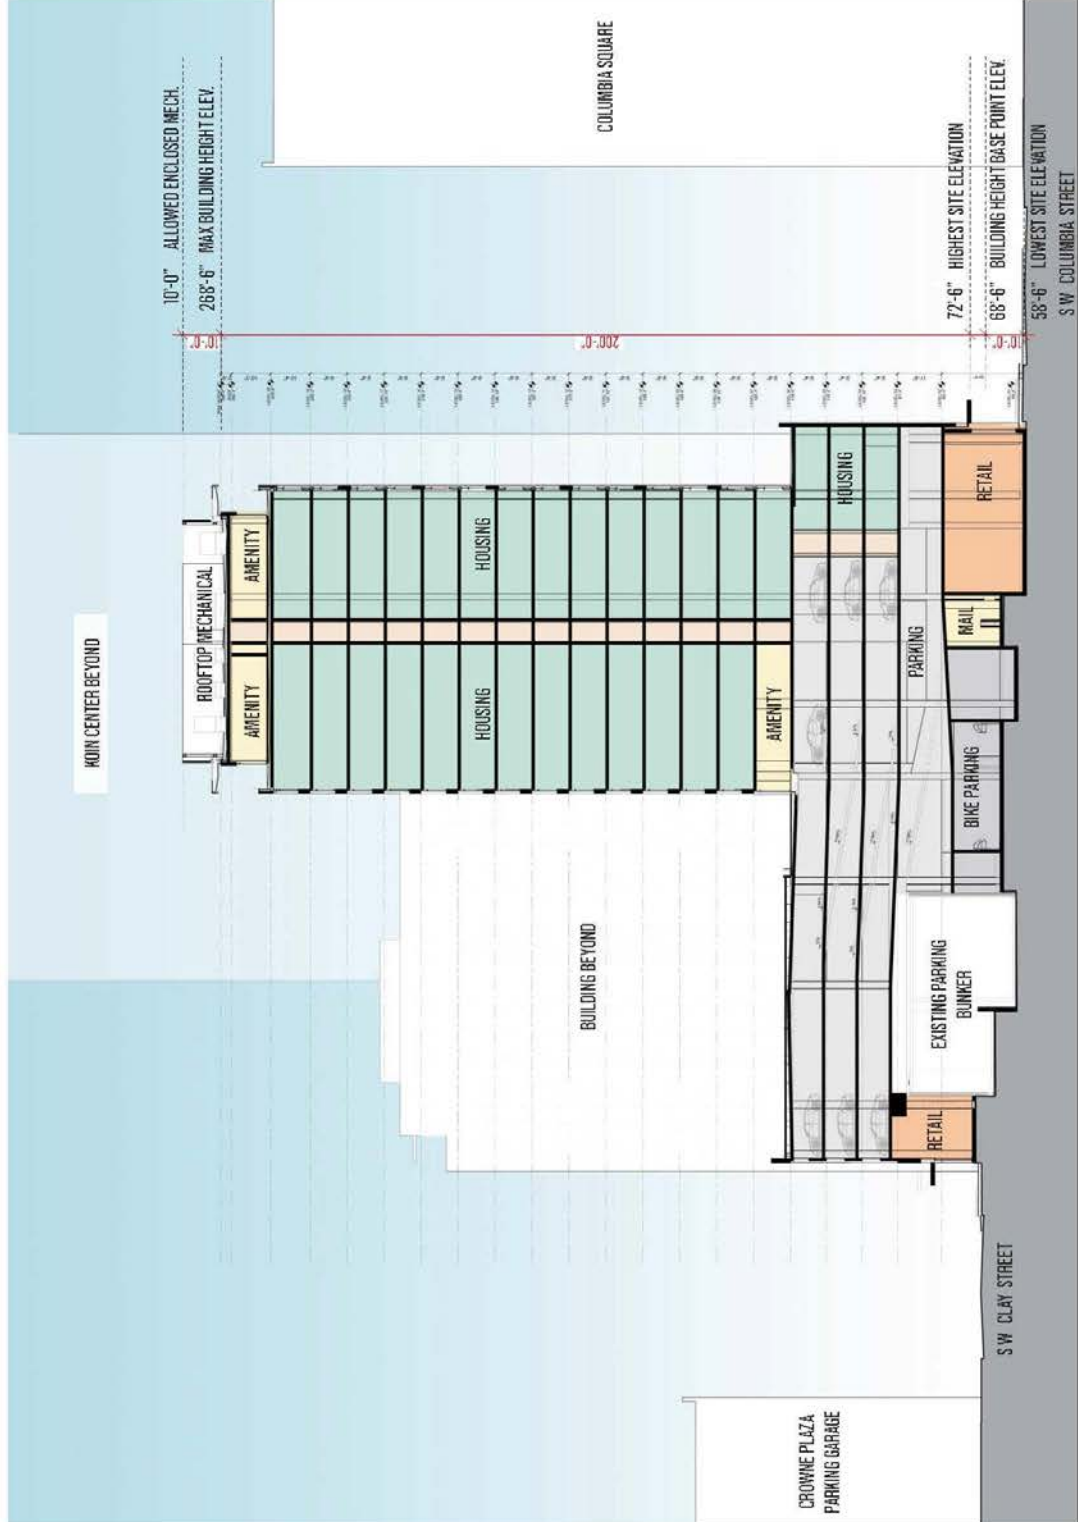 KOIN CENTER BEYOND
10'-0" ALLOWED ENCLOSED MECH.
268'-6" MAX BUILDING HEIGHT ELEV.
10'-0"
ROOFTOP MECHANICAL
AMENITY
AMENITY
COLUMBIA SQUARE
200'-0"
HOUSING
HOUSING
BUILDING BEYOND
AMENITY
HOUSING
PARKING
72'-6" HIGHEST SITE ELEVATION
68'-6" BUILDING HEIGHT BASE POINT ELEV.
10'-0"
58'-6" LOWEST SITE ELEVATION
S W COLUMBIA STREET
CROWNE PLAZA
PARKING GARAGE
RETAIL
EXISTING PARKING
BUNKER
BIKE PARKING
MAIL
RETAIL
S W CLAY STREET